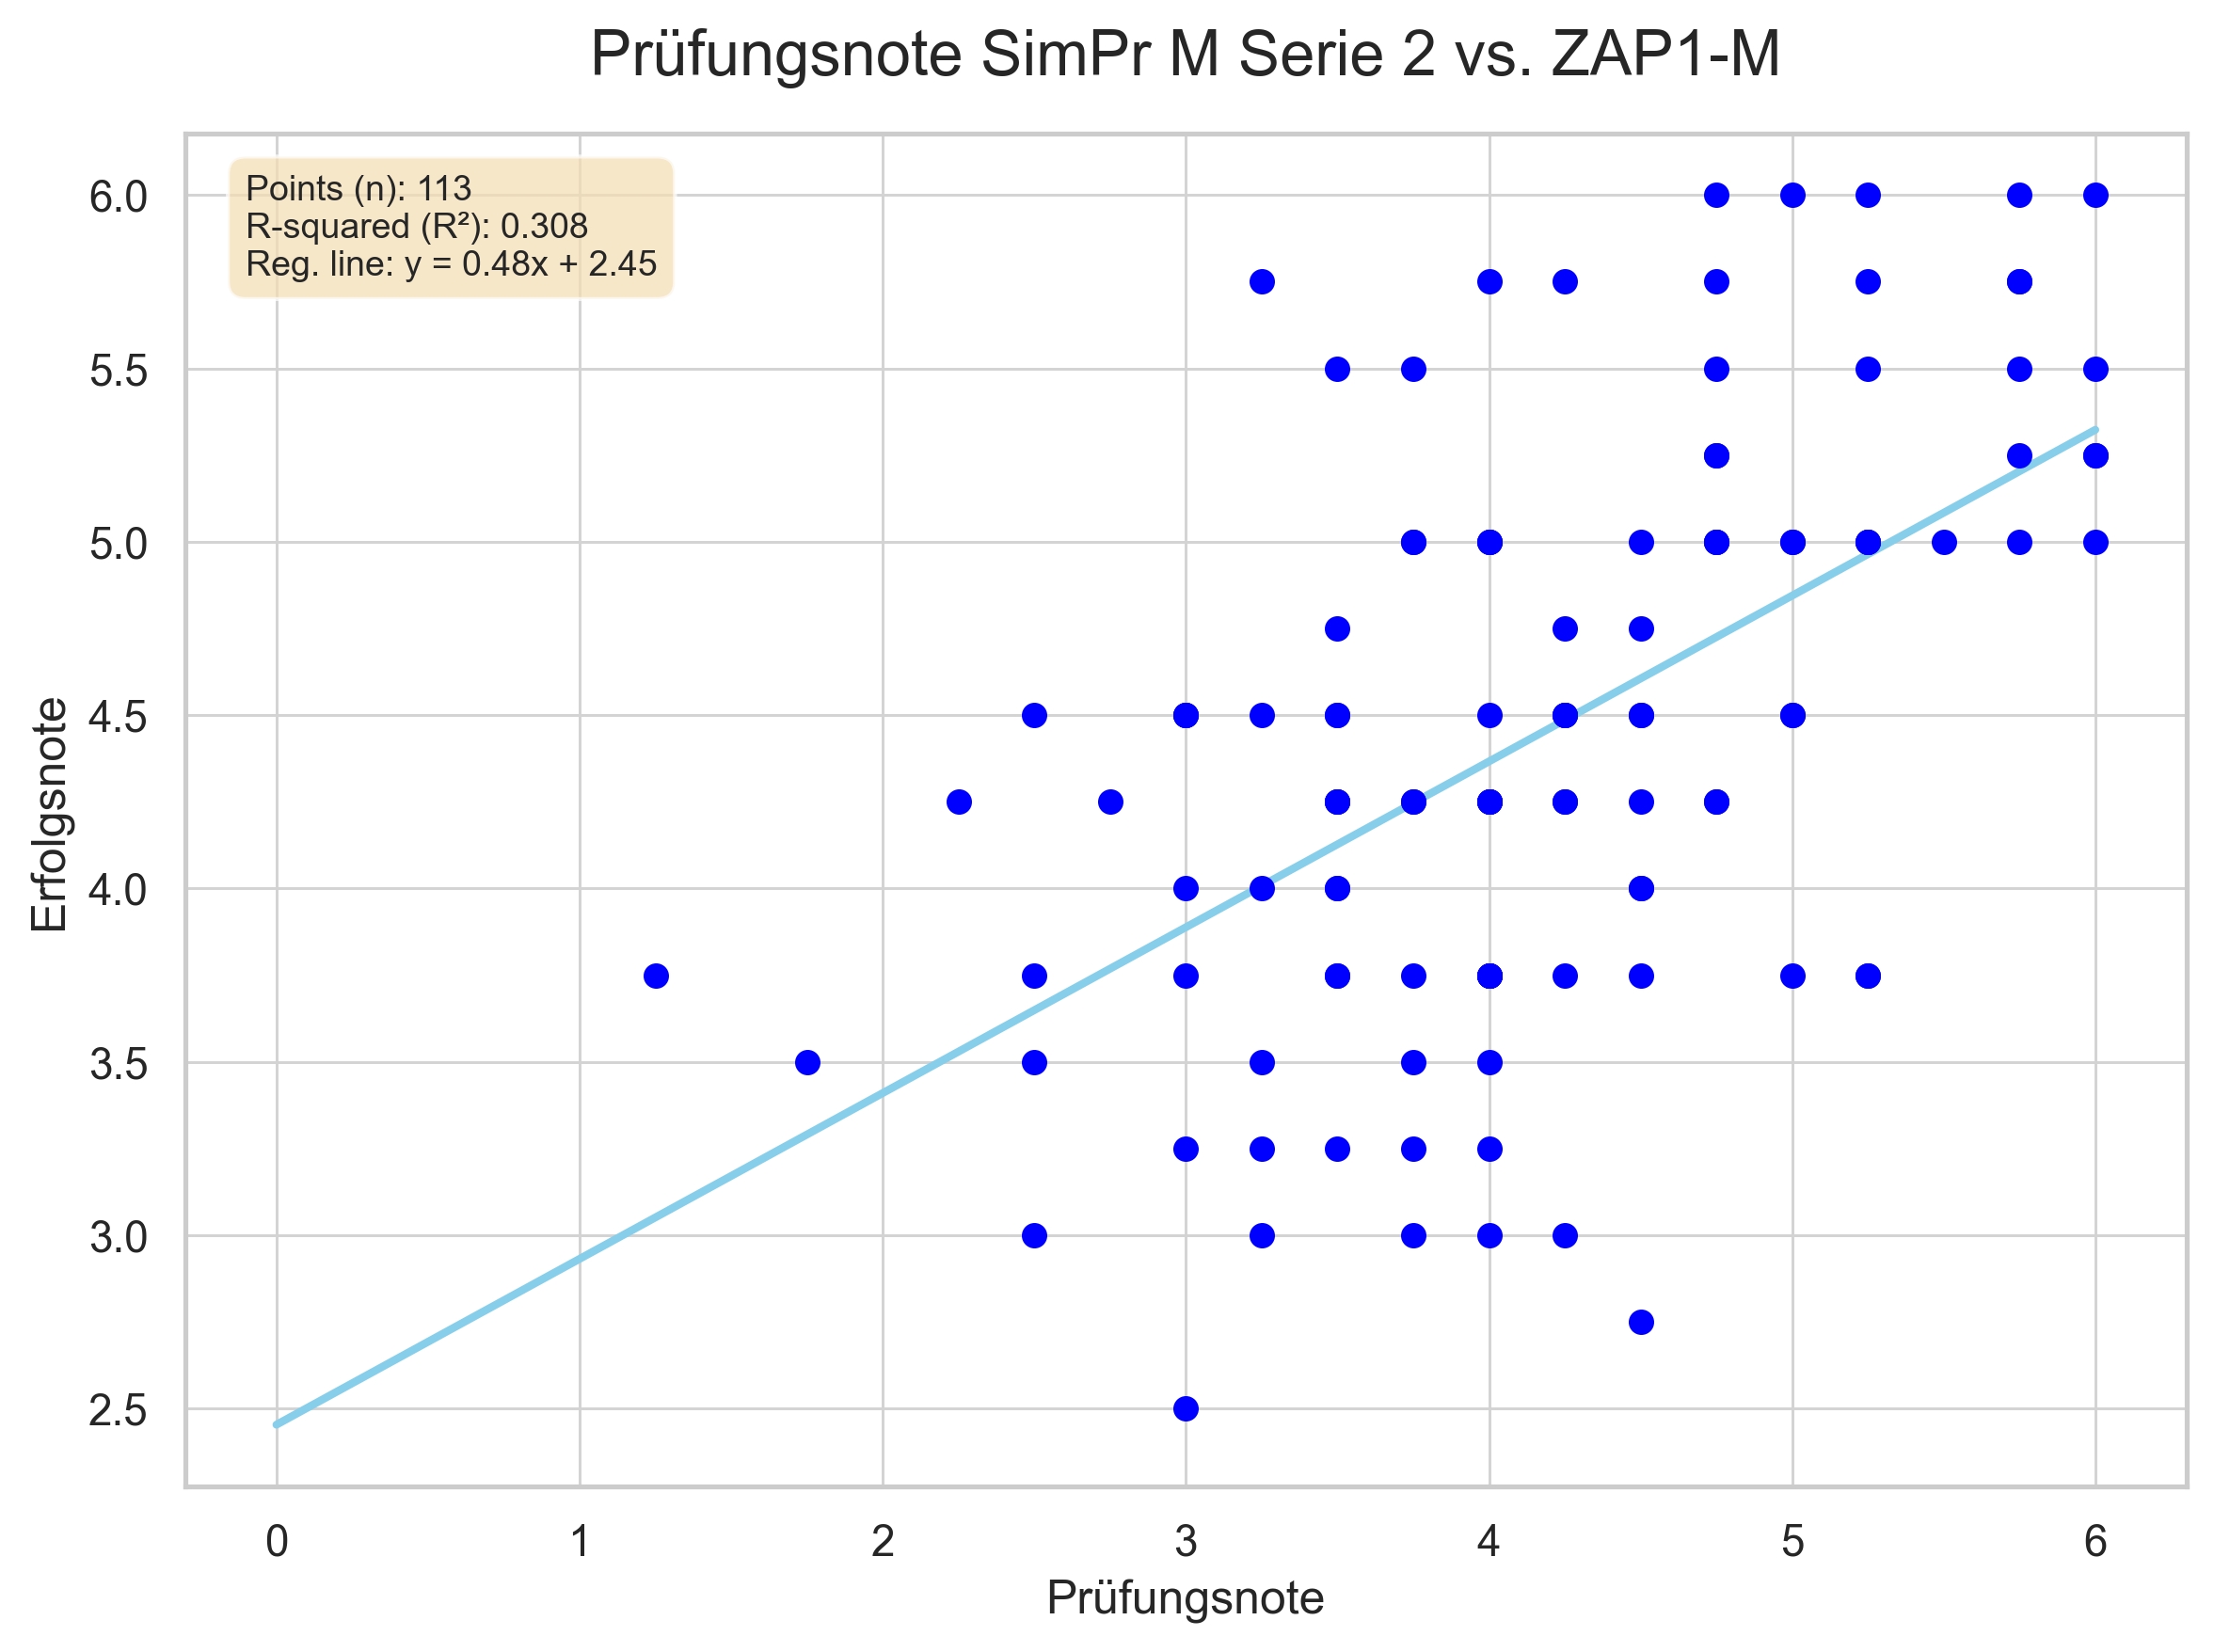 Prüfungsnote SimPr M Serie 2 vs. ZAP1-M
Points (n): 113
R-squared (R²): 0.308
Reg. line: y = 0.48x + 2.45
6.0
5.5
5.0
4.5
4.0
3.5
3.0
2.5
Erfolgsnote
0 1 2 3 4 5 6
Prüfungsnote